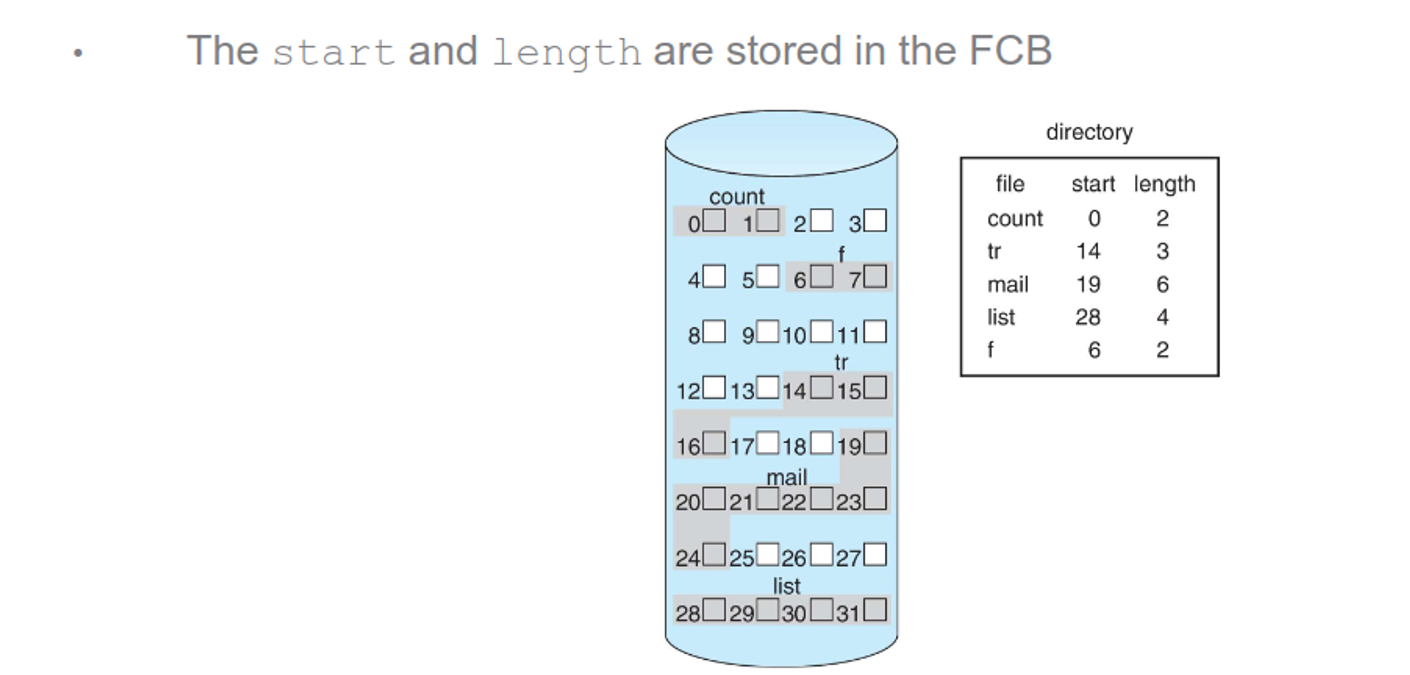 • The start and length are stored in the FCB
directory
file start length
count 0 2
tr 14 3
mail 19 6
list 28 4
f 6 2
count
0 1 2 3
f
4 5 6 7
8 9 10 11
tr
12 13 14 15
16 17 18 19
mail
20 21 22 23
24 25 26 27
list
28 29 30 31